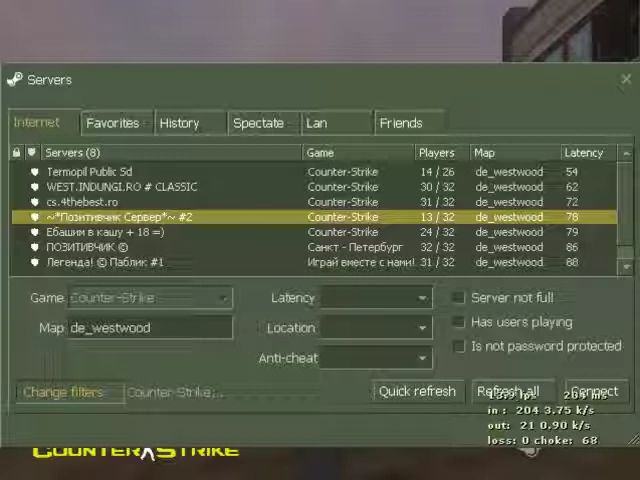 Servers
Internet Favorites History Spectate Lan Friends
Servers (8) Game Players Map Latency
Termopil Public Sd Counter-Strike 14 / 26 de_westwood 54
WEST.INDUNGI.RO # CLASSIC Counter-Strike 30 / 32 de_westwood 62
cs.4thebest.ro Counter-Strike 31 / 32 de_westwood 72
~*Позитивчик Сервер*~ #2 Counter-Strike 13 / 32 de_westwood 78
Ебашим в кашу + 18 =) Counter-Strike 24 / 32 de_westwood 79
ПОЗИТИВЧИК © Санкт - Петербург 32 / 32 de_westwood 86
Легенда! © Паблик #1 Играй вместе с нами! 31 / 32 de_westwood 88
Game Counter-Strike Latency Server not full
Map de_westwood Location Has users playing
Anti-cheat Is not password protected
Change filters Counter-Strike;.. Quick refresh Refresh all Connect
204 ms
in : 204 3.75 k/s
out: 21 0.90 k/s
loss: 0 choke: 68
COUNTER STRIKE